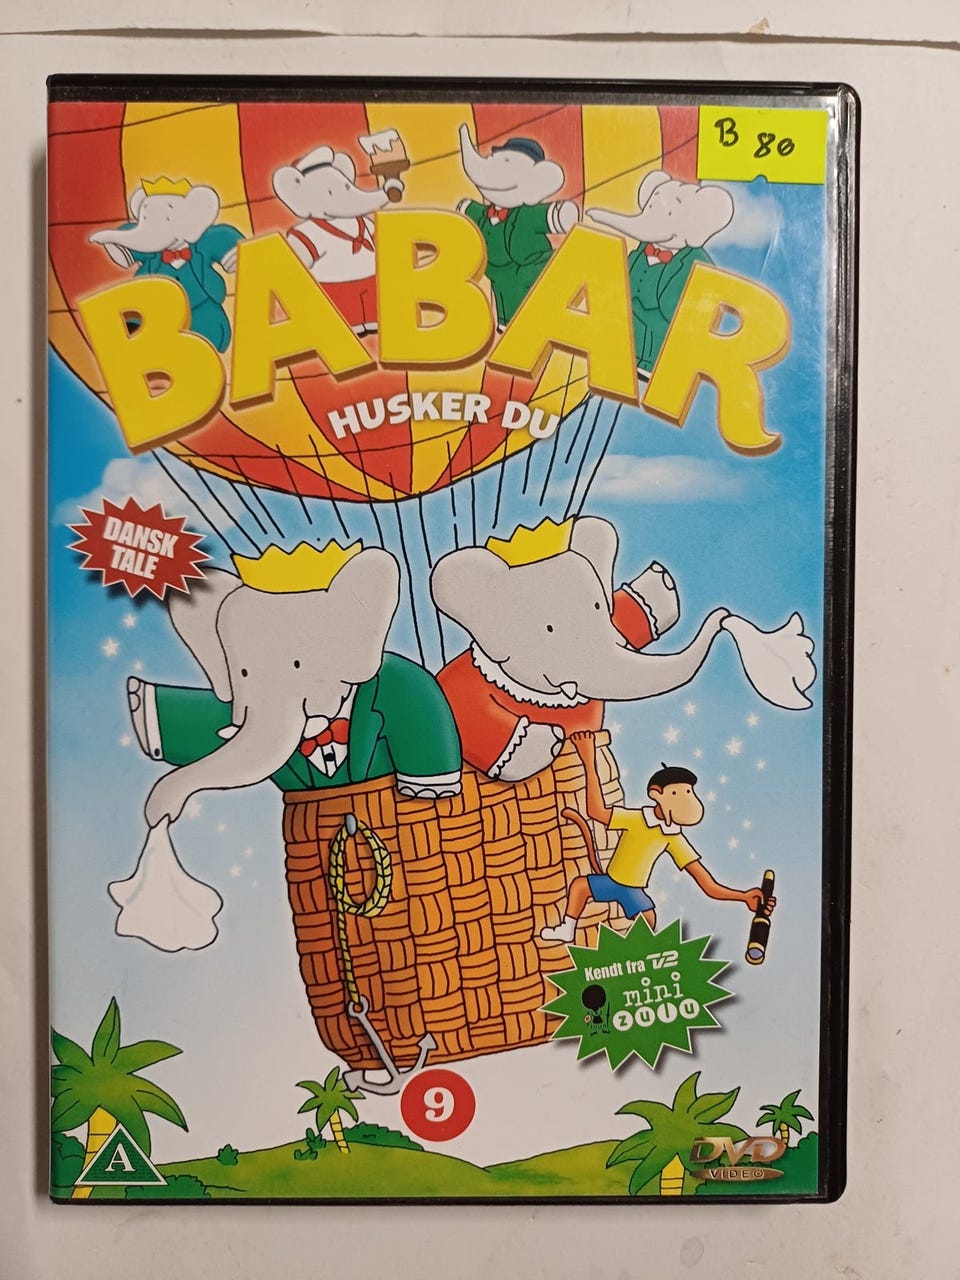 B 80
BABAR
HUSKER DU
DANSK
TALE
Kendt fra TV2
mini
zulu
9
A
DVD
VIDEO